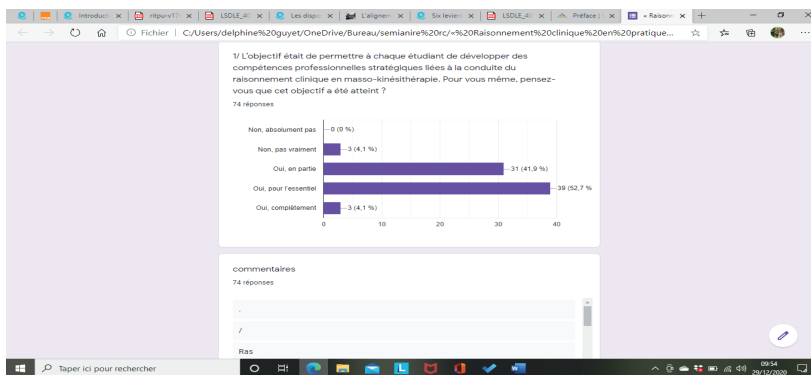 Introducti
ritpu-v17
LSDLE_40
Les dispo
L'aligneme
Six leviers
LSDLE_40
Préface (
« Raisonn
Fichier | C:/Users/delphine%20guyet/OneDrive/Bureau/semianire%20rc/«%20Raisonnement%20clinique%20en%20pratique...
1/ L'objectif était de permettre à chaque étudiant de développer des
compétences professionnelles stratégiques liées à la conduite du
raisonnement clinique en masso-kinésithérapie. Pour vous même, pensez-
vous que cet objectif a été atteint ?
74 réponses
Non, absolument pas 0 (0 %)
Non, pas vraiment 3 (4,1 %)
Oui, en partie 31 (41,9 %)
Oui, pour l'essentiel 39 (52,7 %
Oui, complètement 3 (4,1 %)
0 10 20 30 40
commentaires
74 réponses
.
/
Ras
Taper ici pour rechercher
09:54
29/12/2020